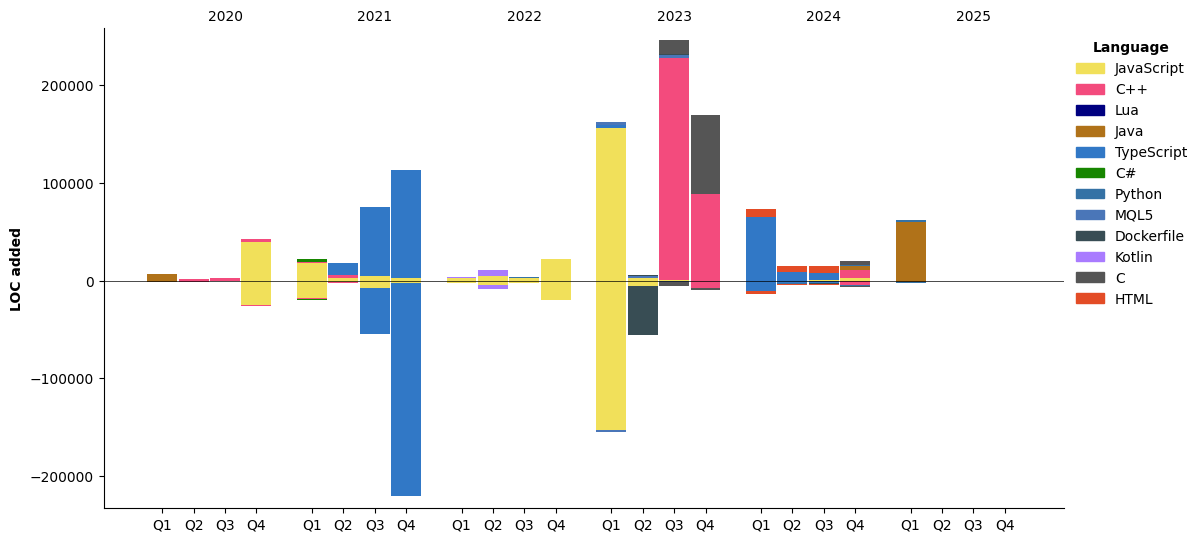 2020 2021 2022 2023 2024 2025
LOC added
200000
100000
0
−100000
−200000
Q1 Q2 Q3 Q4 Q1 Q2 Q3 Q4 Q1 Q2 Q3 Q4 Q1 Q2 Q3 Q4 Q1 Q2 Q3 Q4 Q1 Q2 Q3 Q4
Language
JavaScript
C++
Lua
Java
TypeScript
C#
Python
MQL5
Dockerfile
Kotlin
C
HTML